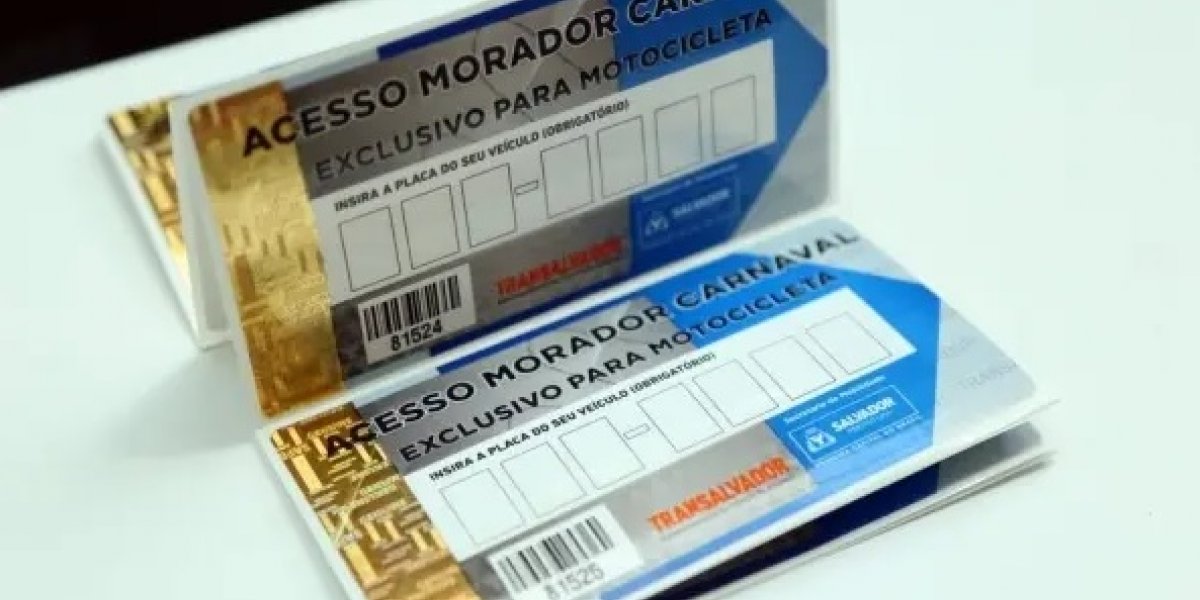 ACESSO MORADOR CARN
EXCLUSIVO PARA MOTOCICLETA
INSIRA A PLACA DO SEU VEÍCULO (OBRIGATÓRIO)
SALVADOR
TRANSALVADOR
81524
ACESSO MORADOR CARNAVAL
EXCLUSIVO PARA MOTOCICLETA
INSIRA A PLACA DO SEU VEÍCULO (OBRIGATÓRIO)
SALVADOR
TRANSALVADOR
81525